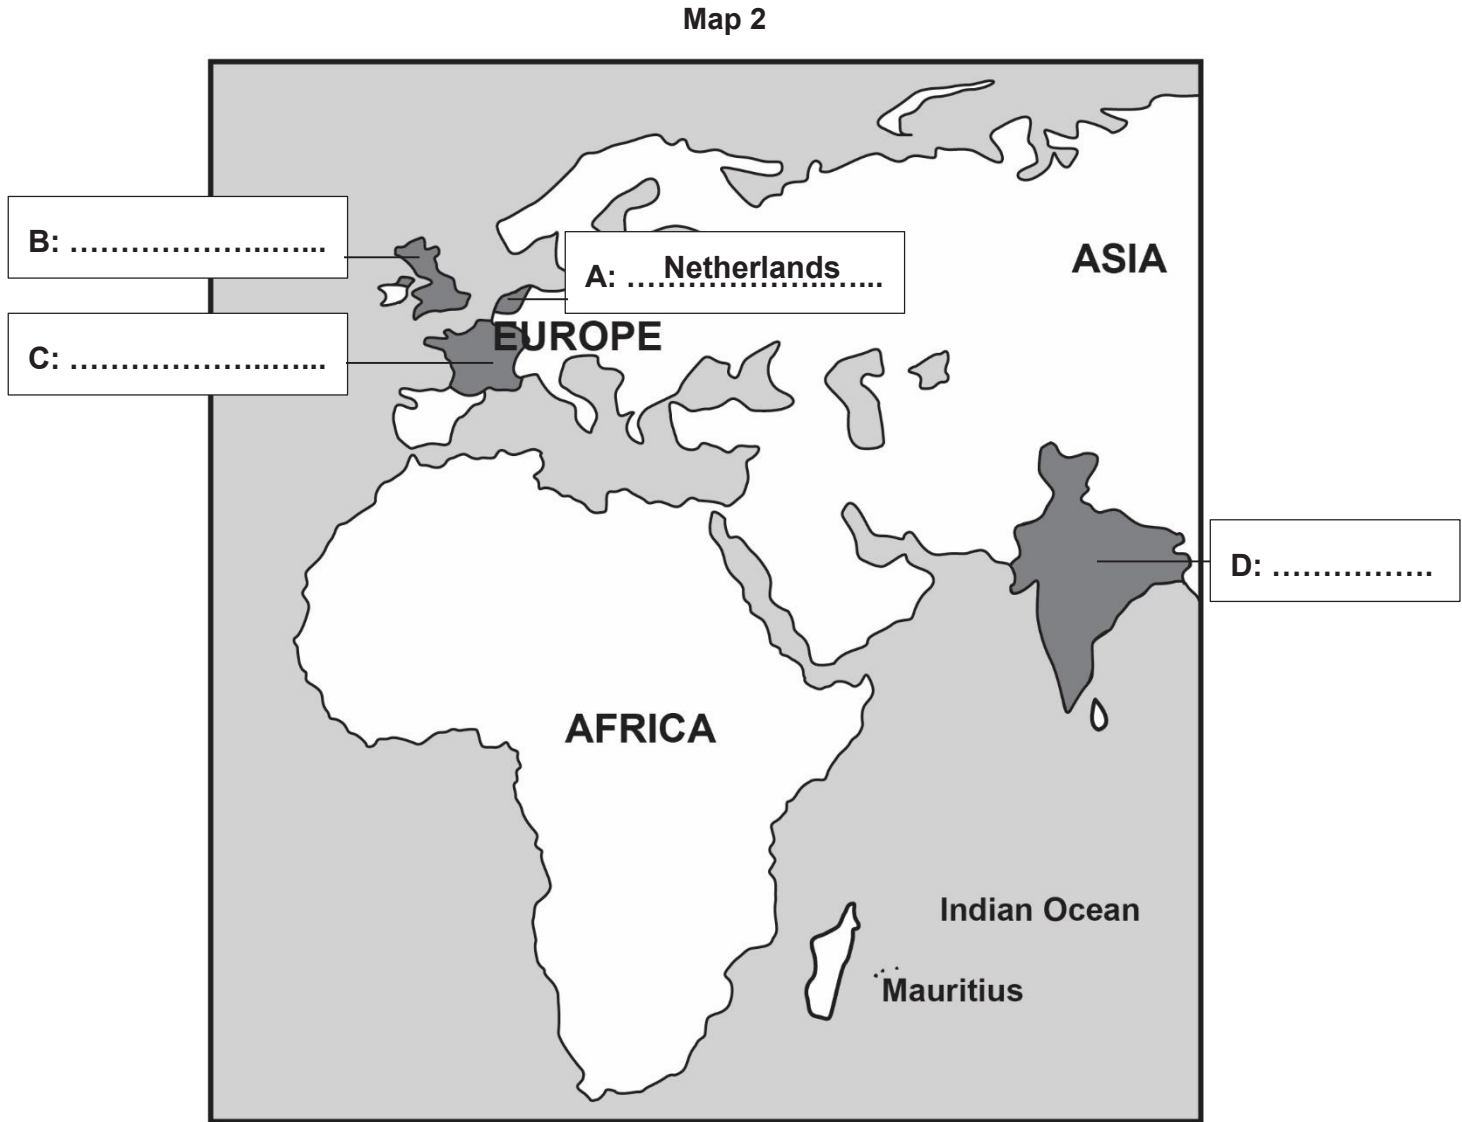 Map 2
B: ........................
ASIA
A: ........................
Netherlands
EUROPE
C: ........................
D: ................
AFRICA
Indian Ocean
Mauritius